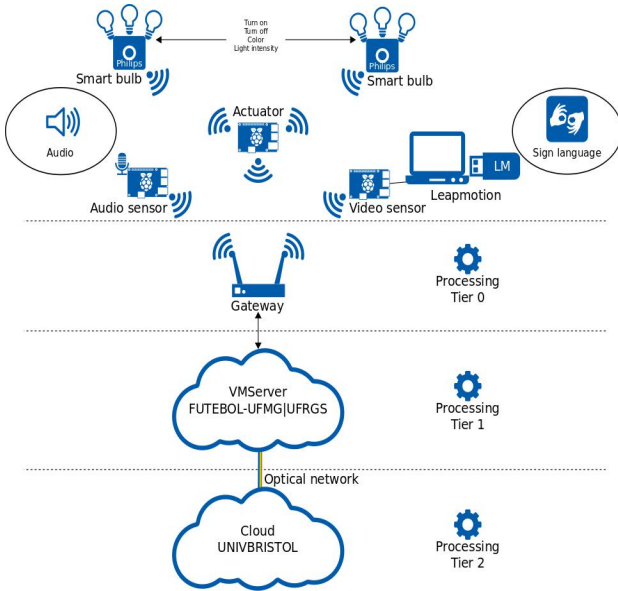 Turn on
Turn off
Color
Light intensity
Philips
Philips
Smart bulb
Smart bulb
Actuator
Audio
Sign language
LM
Leapmotion
Audio sensor
Video sensor
Gateway
Processing
Tier 0
VMServer
FUTEBOL-UFMG|UFRGS
Processing
Tier 1
Optical network
Cloud
UNIVBRISTOL
Processing
Tier 2